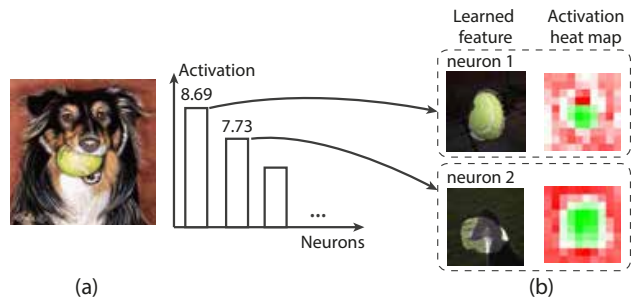 Learned feature
Activation heat map
Activation
8.69
7.73
...
Neurons
neuron 1
neuron 2
(a)
(b)